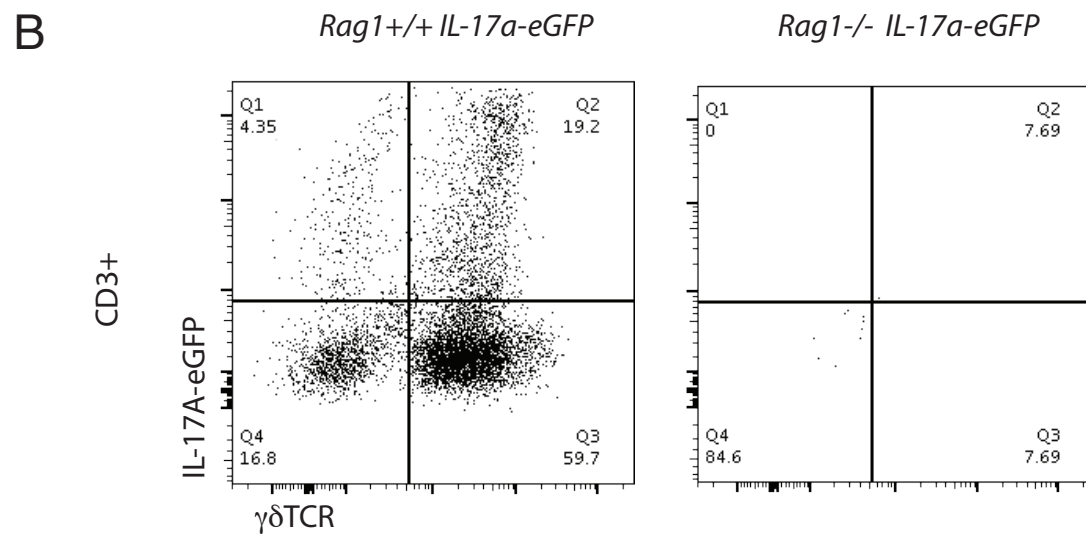 B
Rag1+/+ IL-17a-eGFP
Rag1-/- IL-17a-eGFP
CD3+
IL-17A-eGFP
Q1
4.35
Q2
19.2
Q4
16.8
Q3
59.7
Q1
0
Q2
7.69
Q4
84.6
Q3
7.69
γδTCR